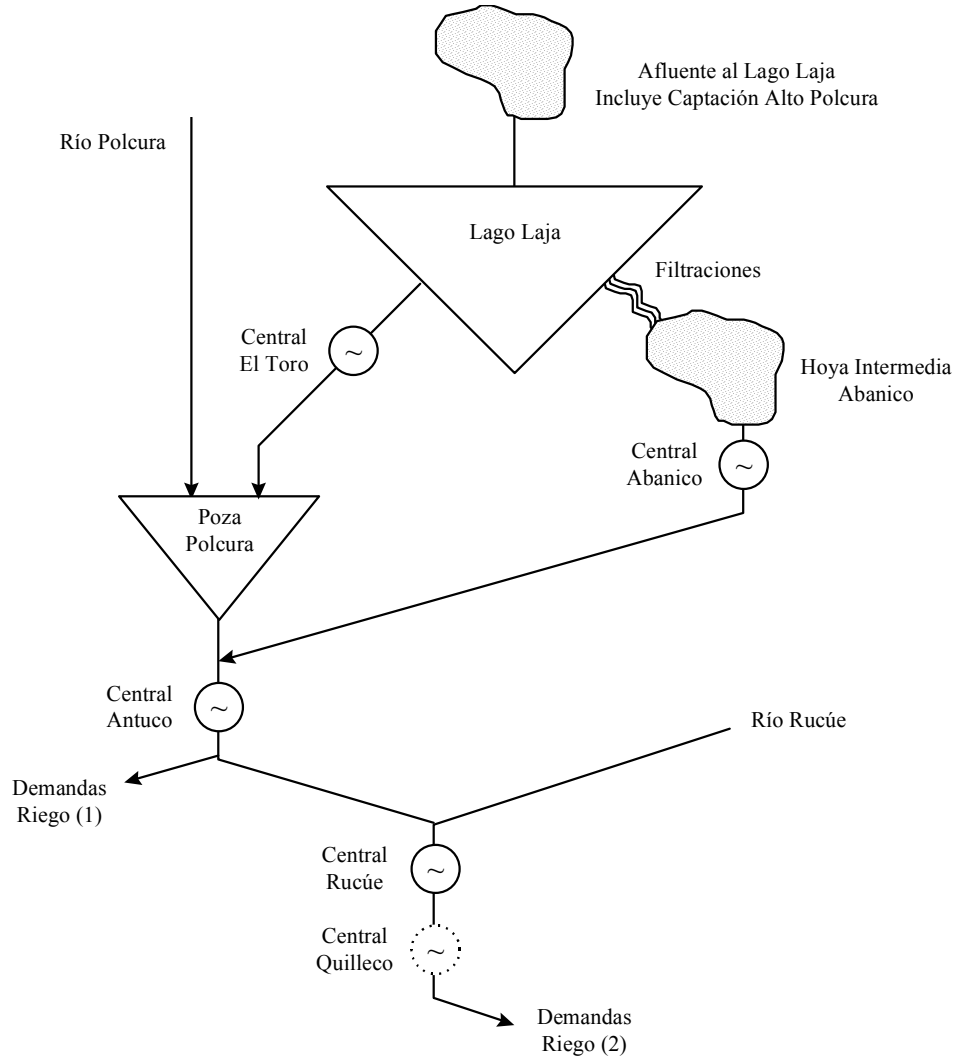 Afluente al Lago Laja
Incluye Captación Alto Polcura
Río Polcura
Lago Laja
Filtraciones
Central
El Toro
Hoya Intermedia
Abanico
Central
Abanico
~
~
Poza
Polcura
Central
Antuco
~
Río Rucúe
Demandas
Riego (1)
Central
Rucúe
~
Central
Quilleco
~
Demandas
Riego (2)